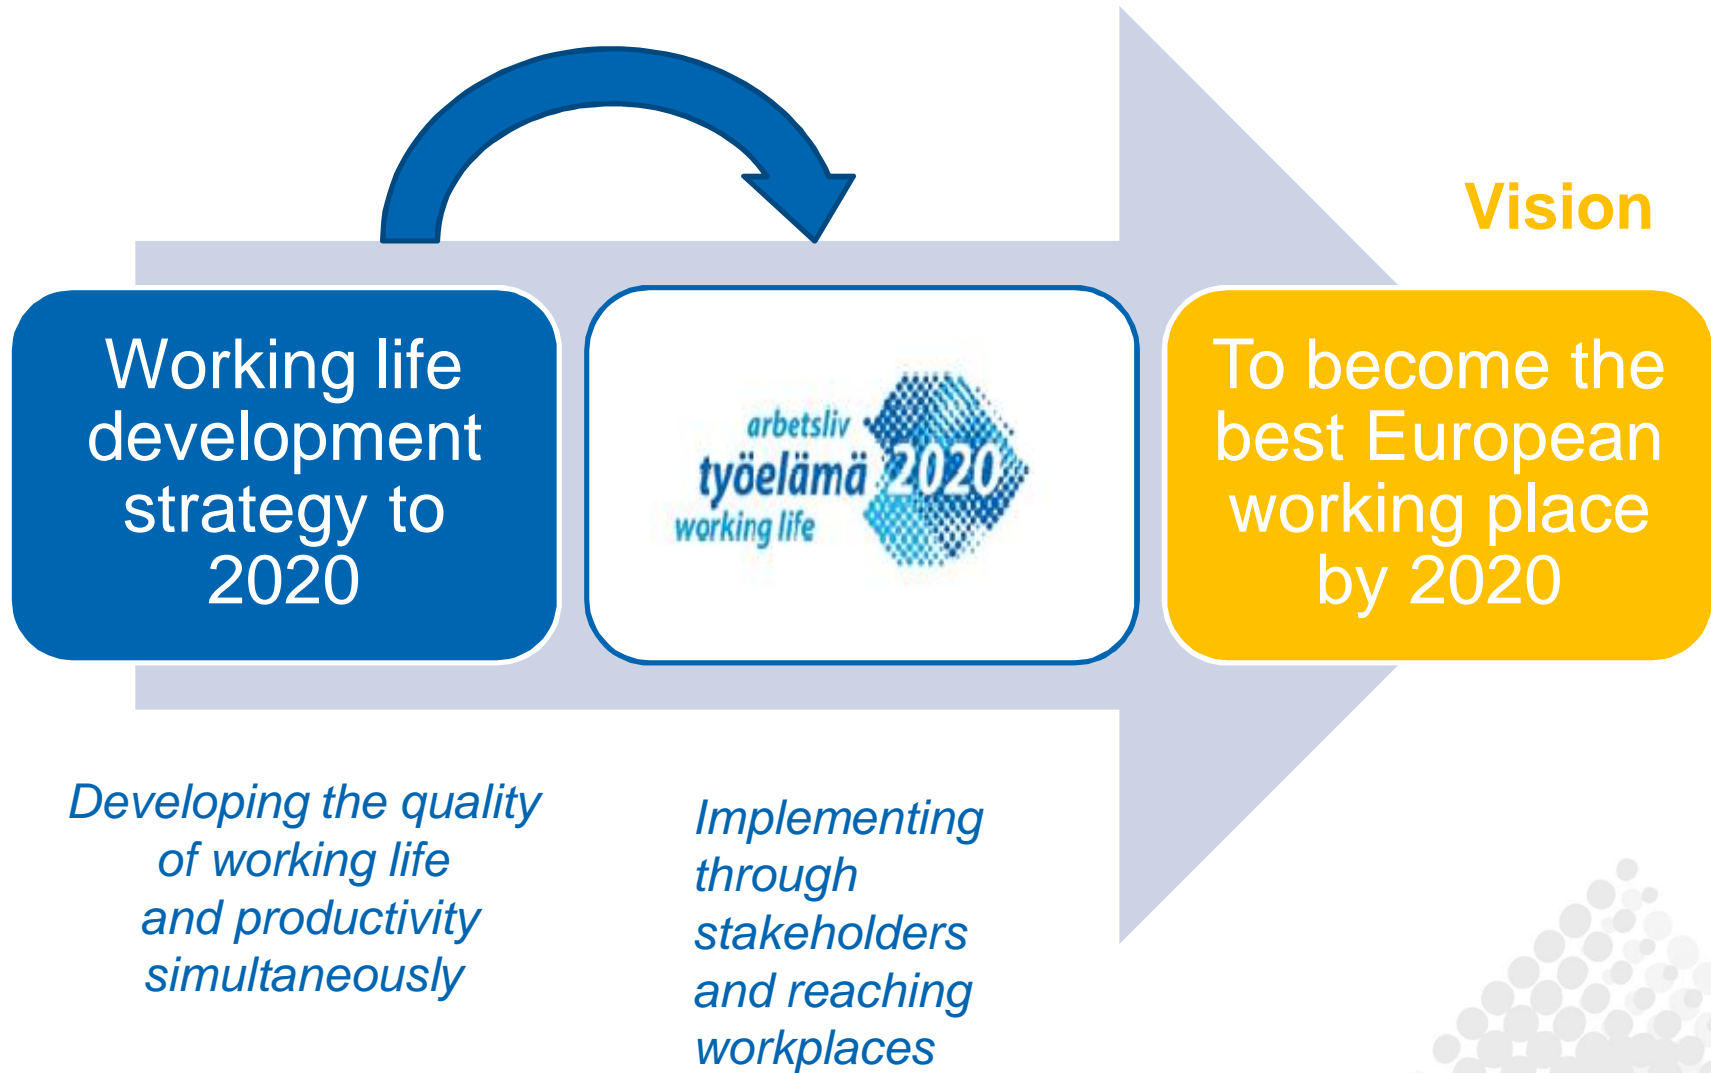 Vision
Working life
development
strategy to
2020
arbetsliv
työelämä 2020
working life
To become the
best European
working place
by 2020
Developing the quality
of working life
and productivity
simultaneously
Implementing
through
stakeholders
and reaching
workplaces